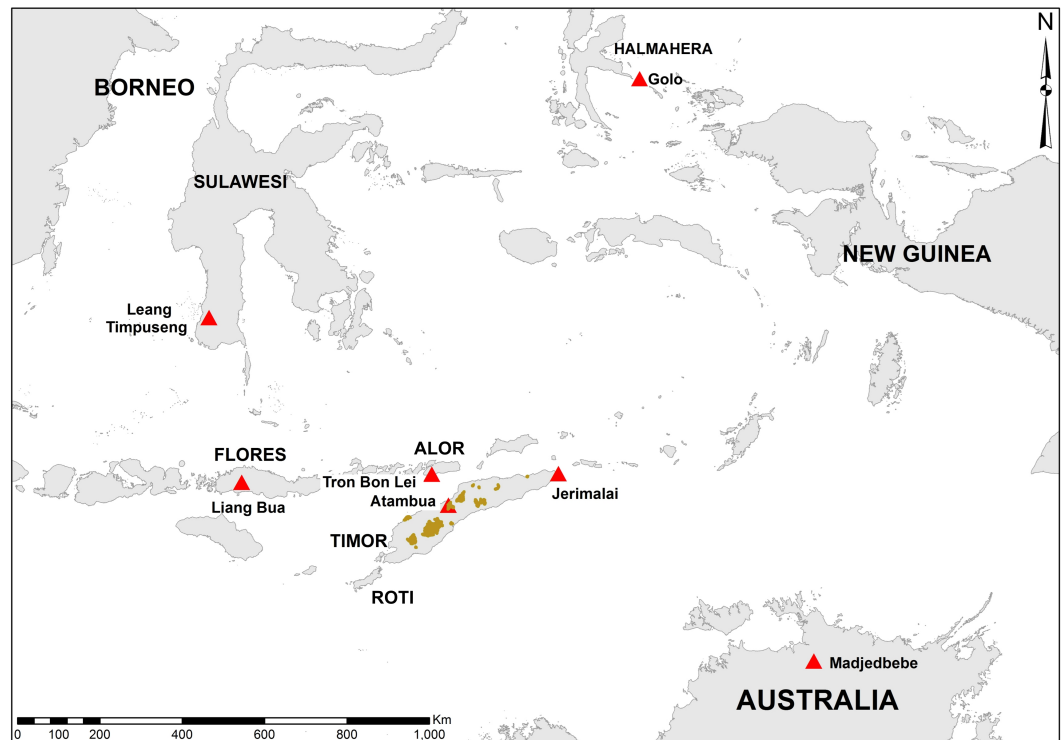 N
HALMAHERA
Golo
BORNEO
SULAWESI
NEW GUINEA
Leang
Timpuseng
FLORES
ALOR
Tron Bon Lei
Liang Bua
Atambua
Jerimalai
TIMOR
ROTI
Madjedbebe
AUSTRALIA
Km
0 100 200 400 600 800 1,000